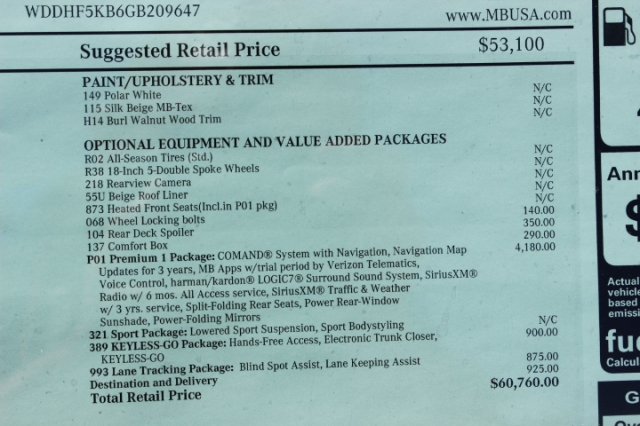 WDDHF5KB6GB209647 www.MBUSA.com
Suggested Retail Price $53,100
PAINT/UPHOLSTERY & TRIM
149 Polar White N/C
115 Silk Beige MB-Tex N/C
H14 Burl Walnut Wood Trim N/C
OPTIONAL EQUIPMENT AND VALUE ADDED PACKAGES
R02 All-Season Tires (Std.) N/C
R38 18-Inch 5-Double Spoke Wheels N/C
218 Rearview Camera N/C
55U Beige Roof Liner N/C
873 Heated Front Seats(Incl.in P01 pkg) N/C
068 Wheel Locking bolts 140.00
104 Rear Deck Spoiler 350.00
137 Comfort Box 290.00
P01 Premium 1 Package: COMAND® System with Navigation, Navigation Map 4,180.00
Updates for 3 years, MB Apps w/trial period by Verizon Telematics,
Voice Control, harman/kardon® LOGIC7® Surround Sound System, SiriusXM®
Radio w/ 6 mos. All Access service, SiriusXM® Traffic & Weather
w/ 3 yrs. service, Split-Folding Rear Seats, Power Rear-Window
Sunshade, Power-Folding Mirrors
321 Sport Package: Lowered Sport Suspension, Sport Bodystyling N/C
389 KEYLESS-GO Package: Hands-Free Access, Electronic Trunk Closer, 900.00
KEYLESS-GO
993 Lane Tracking Package: Blind Spot Assist, Lane Keeping Assist 875.00
Destination and Delivery 925.00
Total Retail Price $60,760.00
Ann
$
Actual
vehicle
based
emissi
fue
Calcul
G